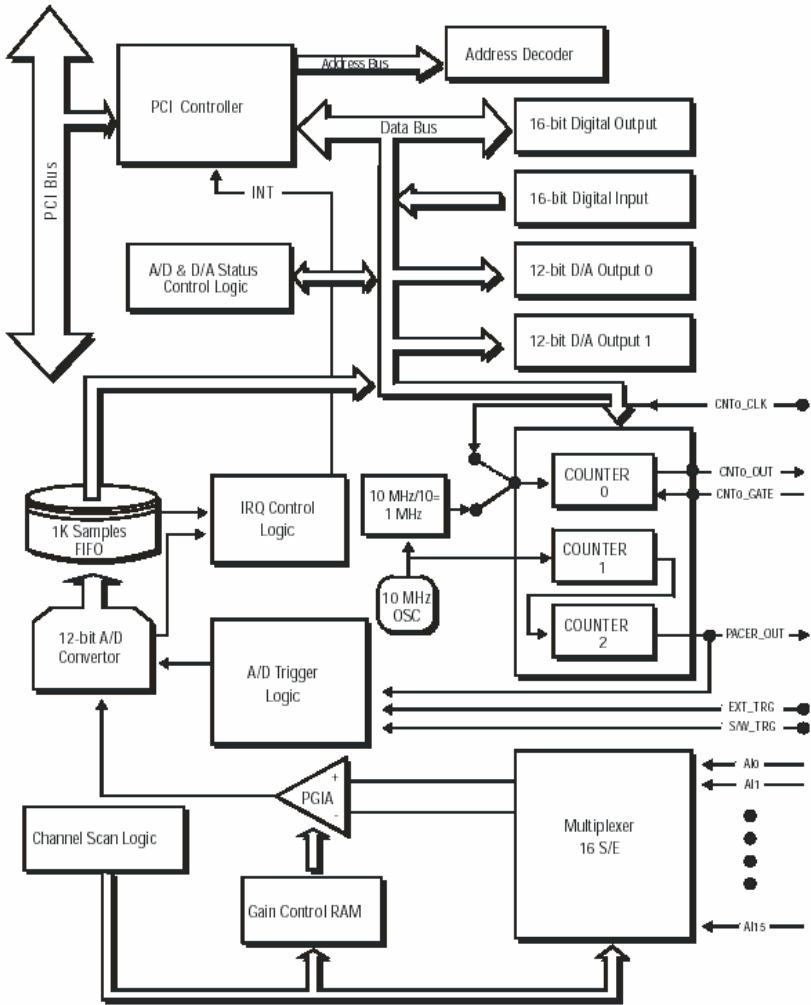 Address Bus
Address Decoder
PCI Controller
PCI Bus
Data Bus
16-bit Digital Output
INT
16-bit Digital Input
A/D & D/A Status
Control Logic
12-bit D/A Output 0
12-bit D/A Output 1
CNTo_CLK
1K Samples
FIFO
IRQ Control
Logic
10 MHz/10=
1 MHz
COUNTER
0
CNTo_OUT
CNTo_GATE
COUNTER
1
10 MHz
OSC
COUNTER
2
PACER_OUT
12-bit A/D
Convertor
A/D Trigger
Logic
EXT_TRG
S/W_TRG
PGIA
+
-
Multiplexer
16 S/E
AI0
AI1
AI15
Channel Scan Logic
Gain Control RAM